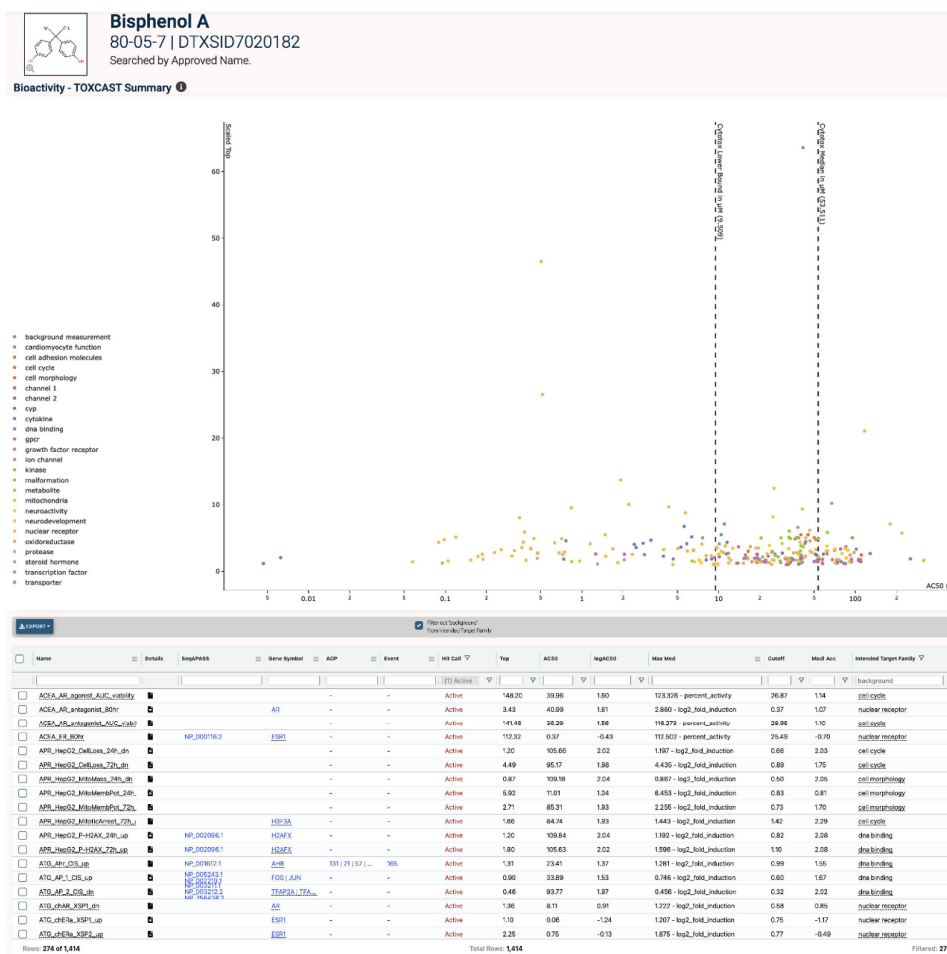 Bisphenol A
80-05-7 | DTXSID7020182
Searched by Approved Name.
Bioactivity - TOXCAST Summary
Scaled Top
Cytotox Lower Bound in µM (9.509)
Cytotox Median in µM (53.511)
60
50
40
30
20
10
0
5 0.01 2 5 0.1 2 5 1 2 5 10 2 5 100 2
AC50
background measurement
cardiomyocyte function
cell adhesion molecules
cell cycle
cell morphology
channel 1
channel 2
cyp
cytokine
dna binding
gpcr
growth factor receptor
ion channel
kinase
malformation
metabolite
mitochondria
neuroactivity
neurodevelopment
nuclear receptor
oxidoreductase
protease
steroid hormone
transcription factor
transporter
EXPORT
Filter out 'background'
from Intended Target Family
Name Details SeqAPASS Gene Symbol AOP Event Hit Call Top AC50 logAC50 Max Med Cutoff Modl Acc Intended Target Family
(1) Active background
ACEA_AR_agonist_AUC_viability - - Active 148.20 39.96 1.60 123.326 - percent_activity 26.87 1.14 cell cycle
ACEA_AR_antagonist_80hr AR - - Active 3.43 40.99 1.61 2.860 - log2_fold_induction 0.37 1.07 nuclear receptor
ACEA_AR_antagonist_AUC_viabil - - Active 141.46 36.29 1.56 116.273 - percent_activity 26.95 1.10 cell cycle
ACEA_ER_80hr NP_000116.2 ESR1 - - Active 112.32 0.37 -0.43 112.502 - percent_activity 25.49 -0.70 nuclear receptor
APR_HepG2_CellLoss_24h_dn - - Active 1.20 105.66 2.02 1.197 - log2_fold_induction 0.66 2.03 cell cycle
APR_HepG2_CellLoss_72h_dn - - Active 4.49 95.17 1.98 4.435 - log2_fold_induction 0.89 1.75 cell cycle
APR_HepG2_MitoMass_24h_dn - - Active 0.87 109.18 2.04 0.867 - log2_fold_induction 0.50 2.05 cell morphology
APR_HepG2_MitoMembPot_24h_ - - Active 5.92 11.01 1.04 6.453 - log2_fold_induction 0.83 0.81 cell morphology
APR_HepG2_MitoMembPot_72h_ - - Active 2.71 85.31 1.93 2.255 - log2_fold_induction 0.73 1.70 cell morphology
APR_HepG2_MitoticArrest_72h_ H3F3A - - Active 1.66 84.74 1.93 1.443 - log2_fold_induction 1.42 2.29 cell cycle
APR_HepG2_P-H2AX_24h_up NP_002096.1 H2AFX - - Active 1.20 109.84 2.04 1.192 - log2_fold_induction 0.82 2.08 dna binding
APR_HepG2_P-H2AX_72h_up NP_002096.1 H2AFX - - Active 1.80 105.63 2.02 1.596 - log2_fold_induction 1.10 2.08 dna binding
ATG_Ahr_CIS_up NP_001612.1 AHR 131 | 21 | 57 | ... 165 Active 1.31 23.41 1.37 1.281 - log2_fold_induction 0.99 1.55 dna binding
ATG_AP_1_CIS_up NP_005243.1 NP_002219.1 FOS | JUN - - Active 0.90 33.69 1.53 0.746 - log2_fold_induction 0.60 1.67 dna binding
ATG_AP_2_CIS_dn NP_003212.2 TFAP2A | TFA... - - Active 0.46 93.77 1.97 0.456 - log2_fold_induction 0.32 2.02 dna binding
ATG_chAR_XSP1_dn AR - - Active 1.36 8.11 0.91 1.222 - log2_fold_induction 0.58 0.85 nuclear receptor
ATG_chERa_XSP1_up ESR1 - - Active 1.10 0.06 -1.24 1.207 - log2_fold_induction 0.75 -1.17 nuclear receptor
ATG_chERa_XSP2_up ESR1 - - Active 2.25 0.75 -0.13 1.875 - log2_fold_induction 0.77 -0.49 nuclear receptor
Rows: 274 of 1,414 Total Rows: 1,414 Filtered: 27